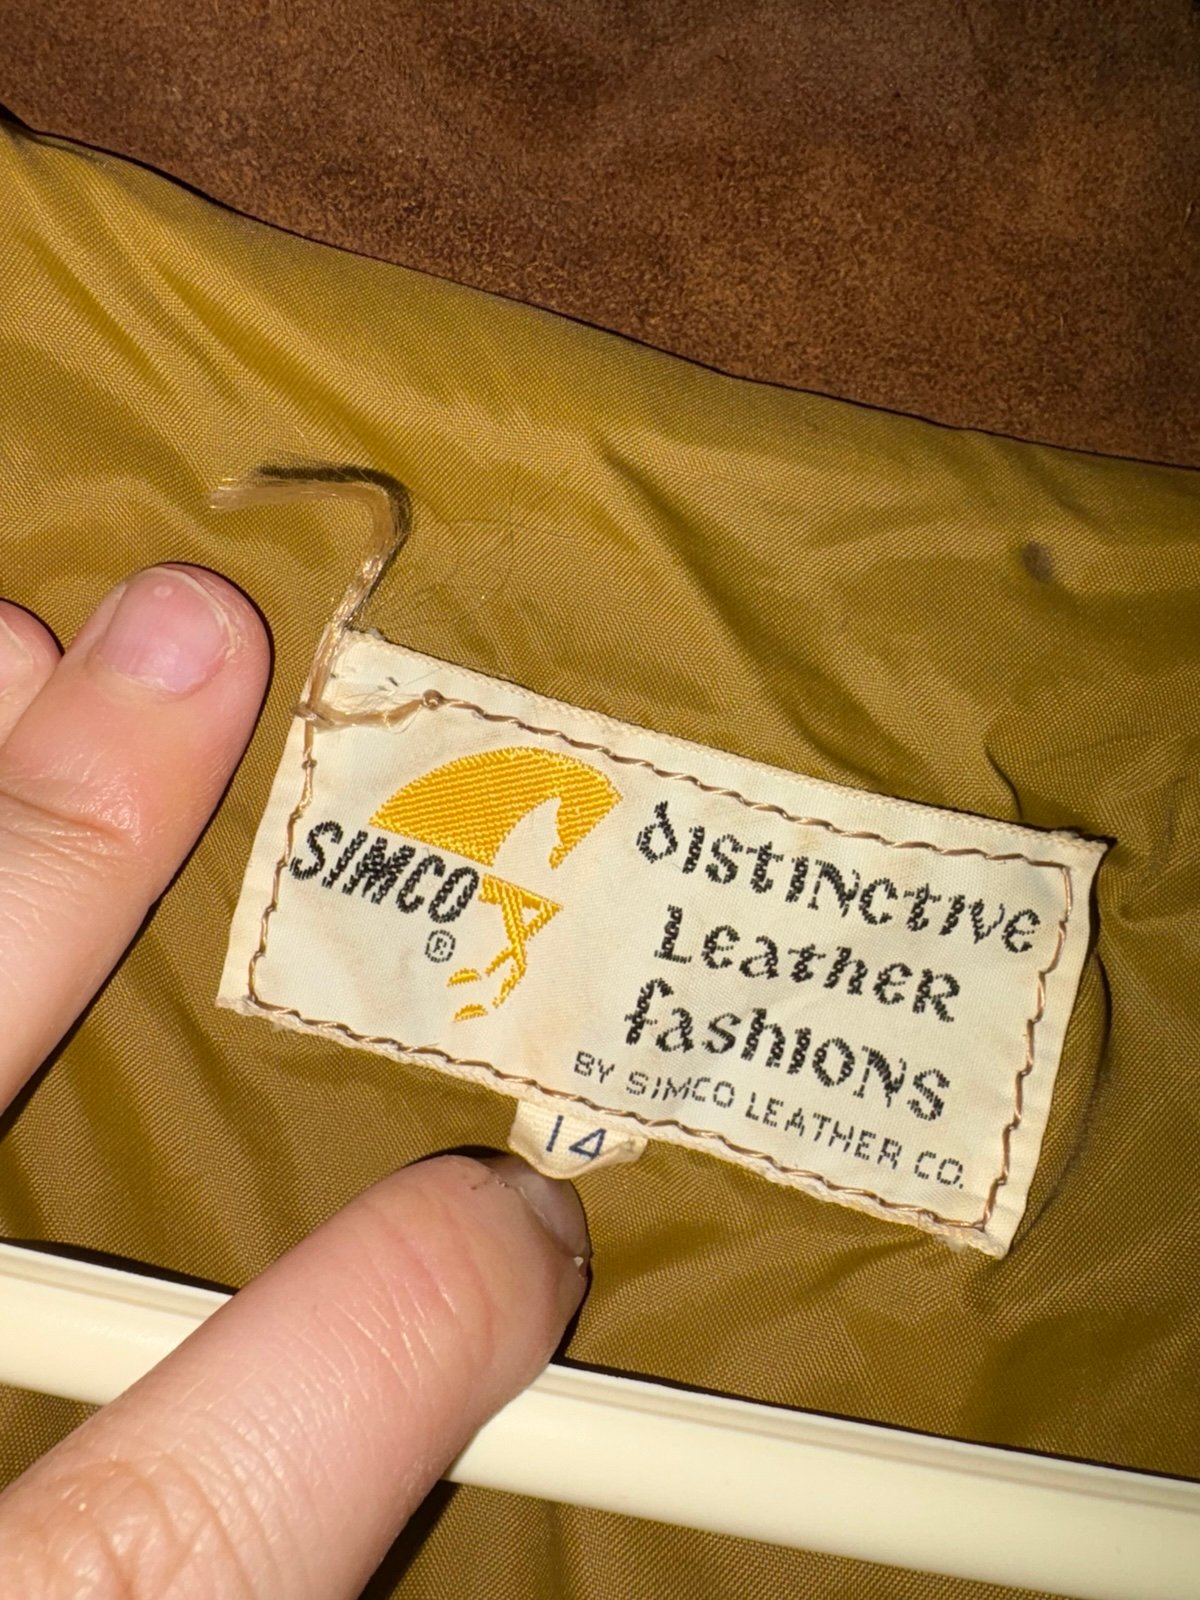 SIMCO
®
distinctive
Leather
fashions
BY SIMCO LEATHER CO.
14